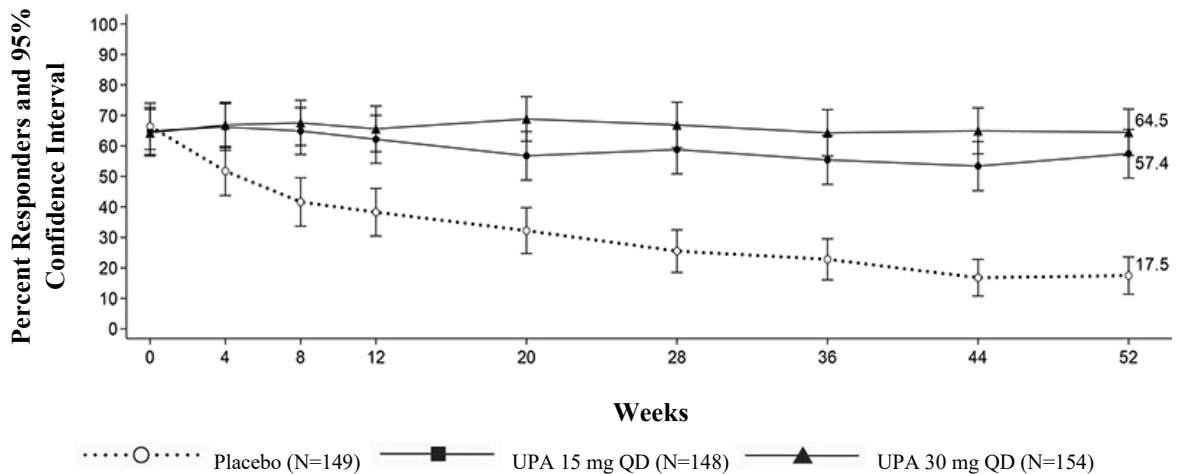 Percent Responders and 95%
Confidence Interval
100
90
80
70
60
50
40
30
20
10
0
64.5
57.4
17.5
0 4 8 12 20 28 36 44 52
Weeks
Placebo (N=149) UPA 15 mg QD (N=148) UPA 30 mg QD (N=154)